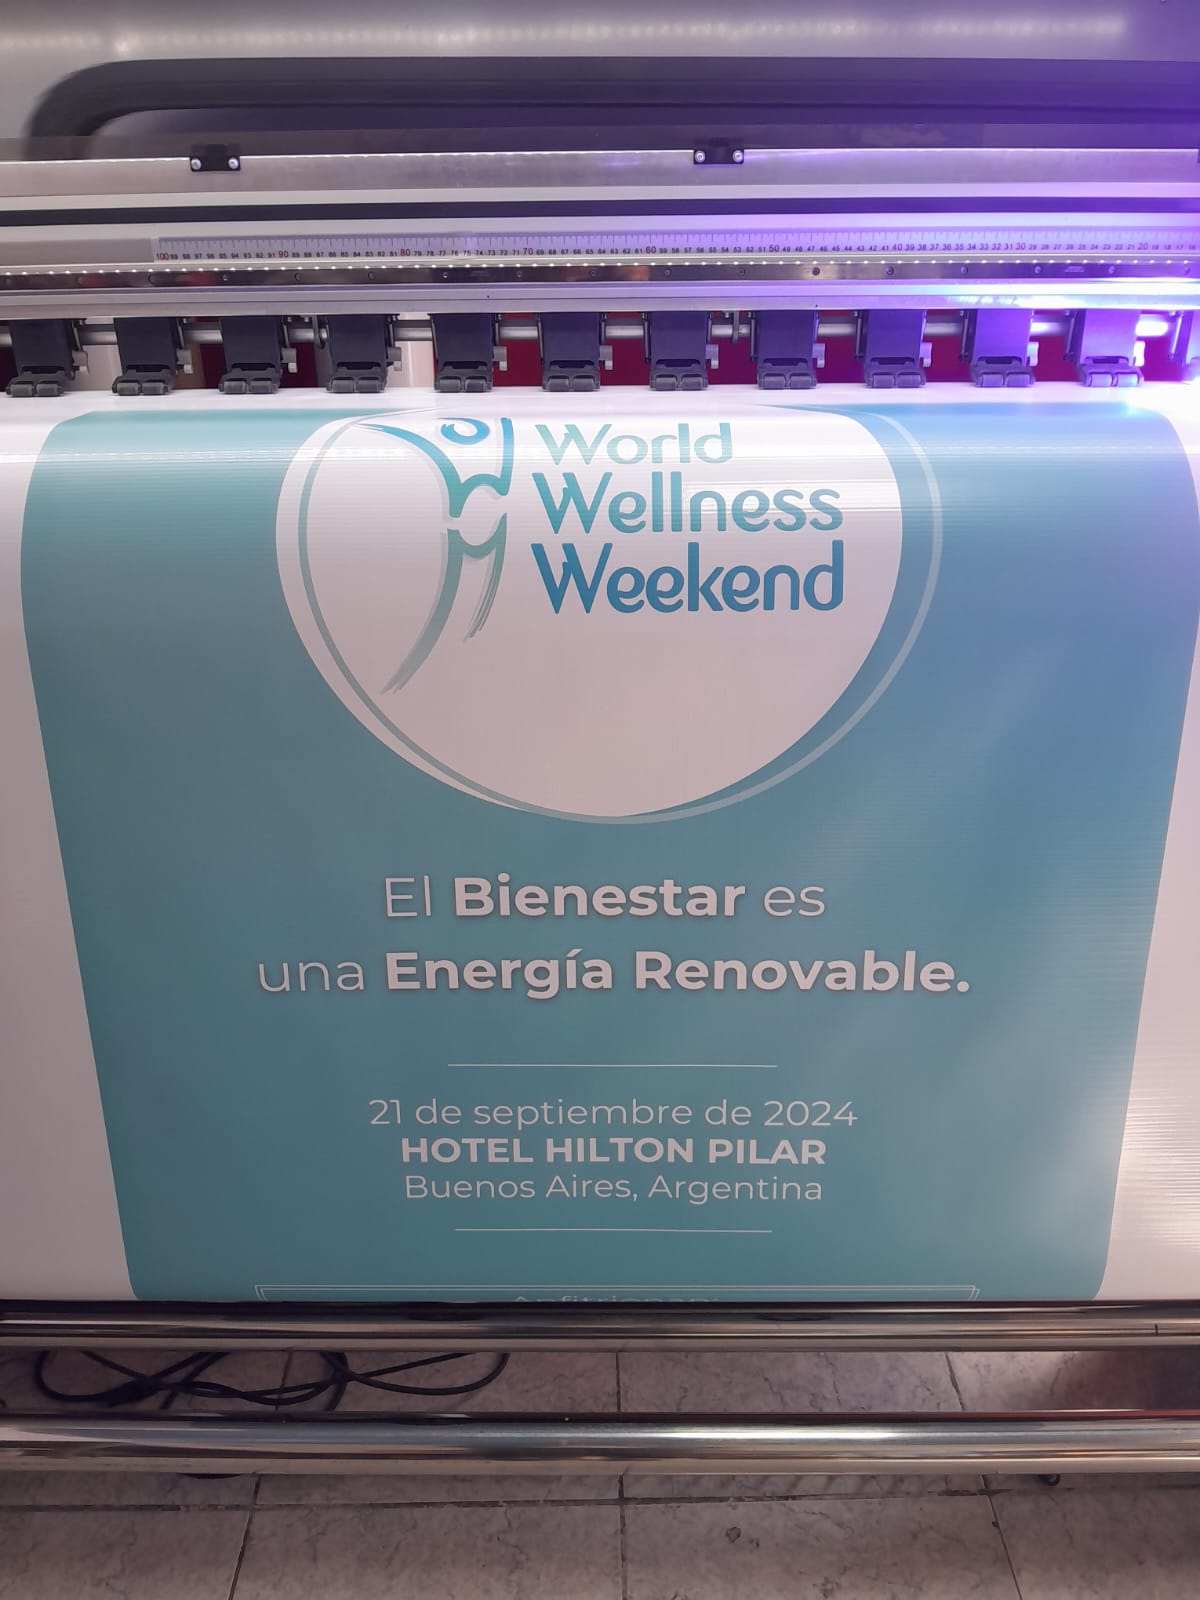 World
Wellness
Weekend
El Bienestar es
una Energía Renovable.
21 de septiembre de 2024
HOTEL HILTON PILAR
Buenos Aires, Argentina
Anfitrionan: